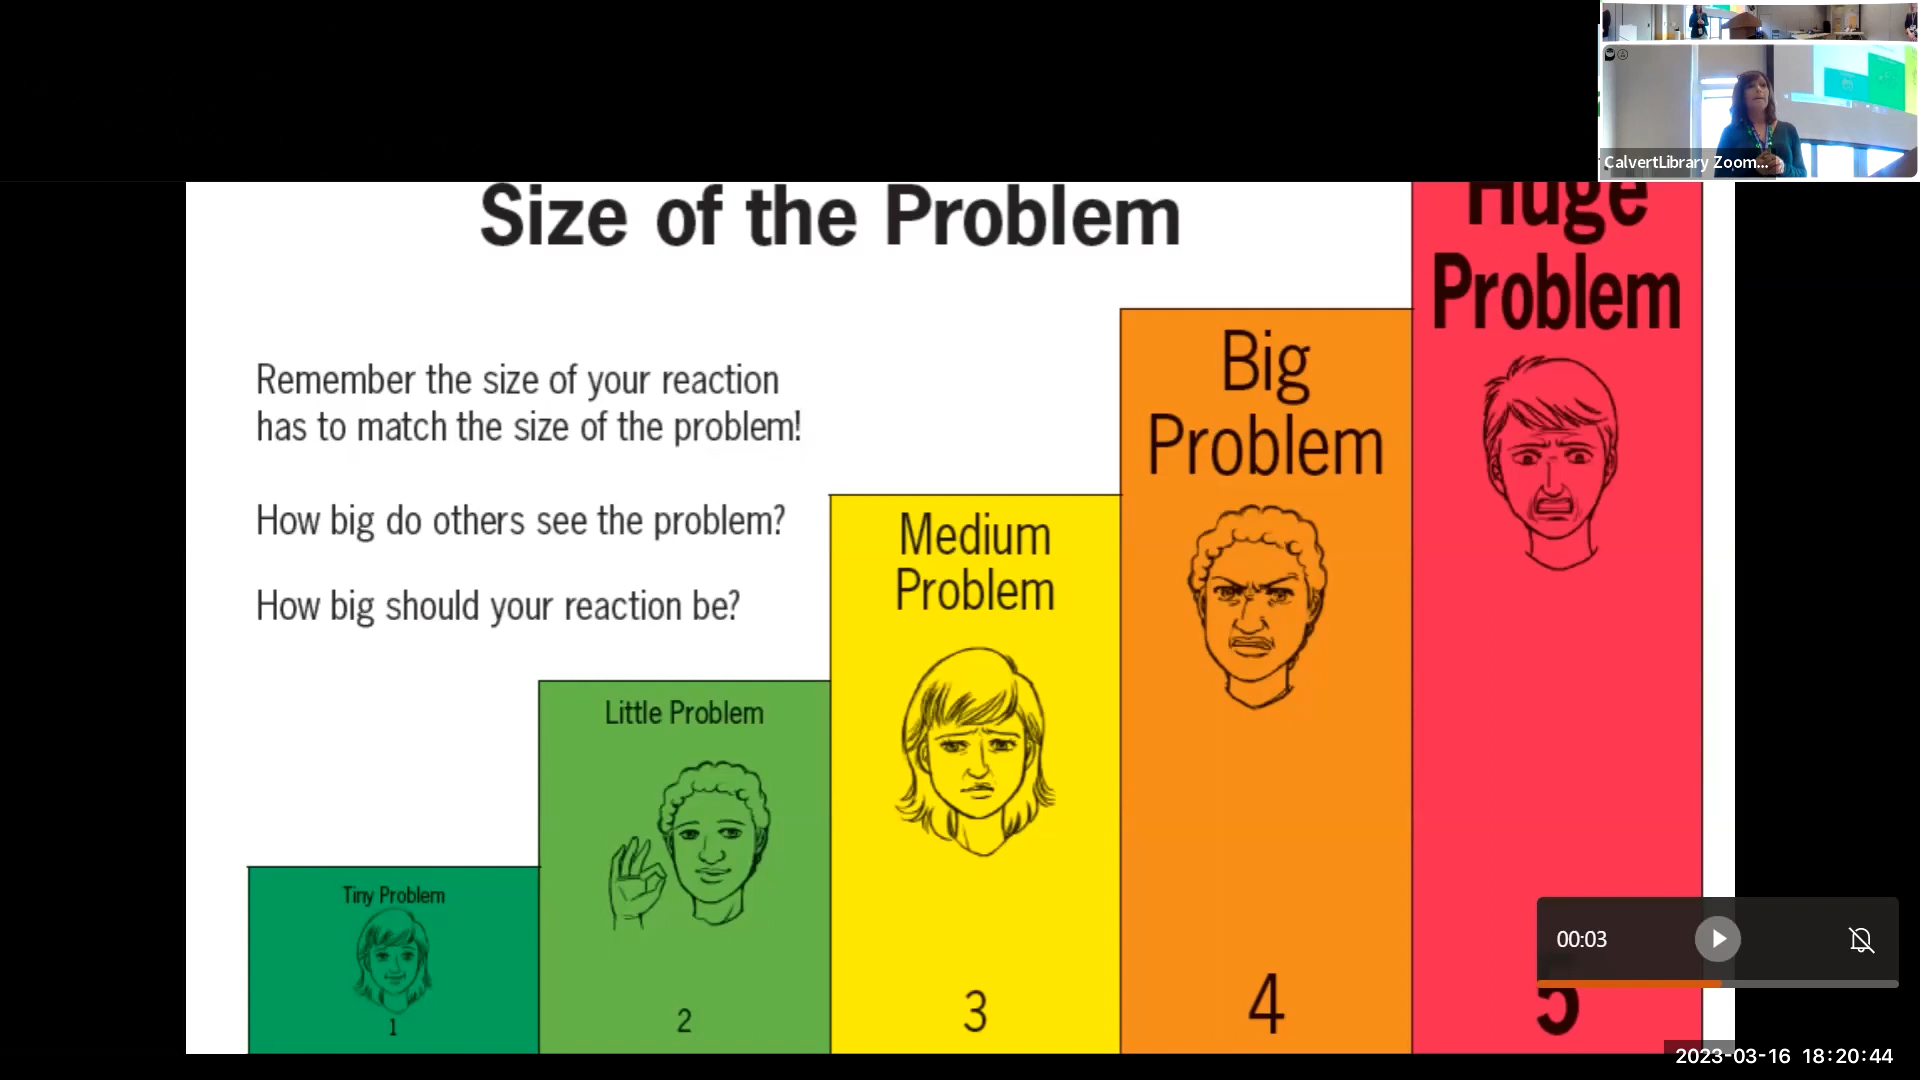 CalvertLibrary Zoom...
Size of the Problem
Huge
Problem
Remember the size of your reaction
has to match the size of the problem!
How big do others see the problem?
How big should your reaction be?
Big
Problem
Medium
Problem
Little Problem
Tiny Problem
1
2
3
4
5
00:03
2023-03-16 18:20:44